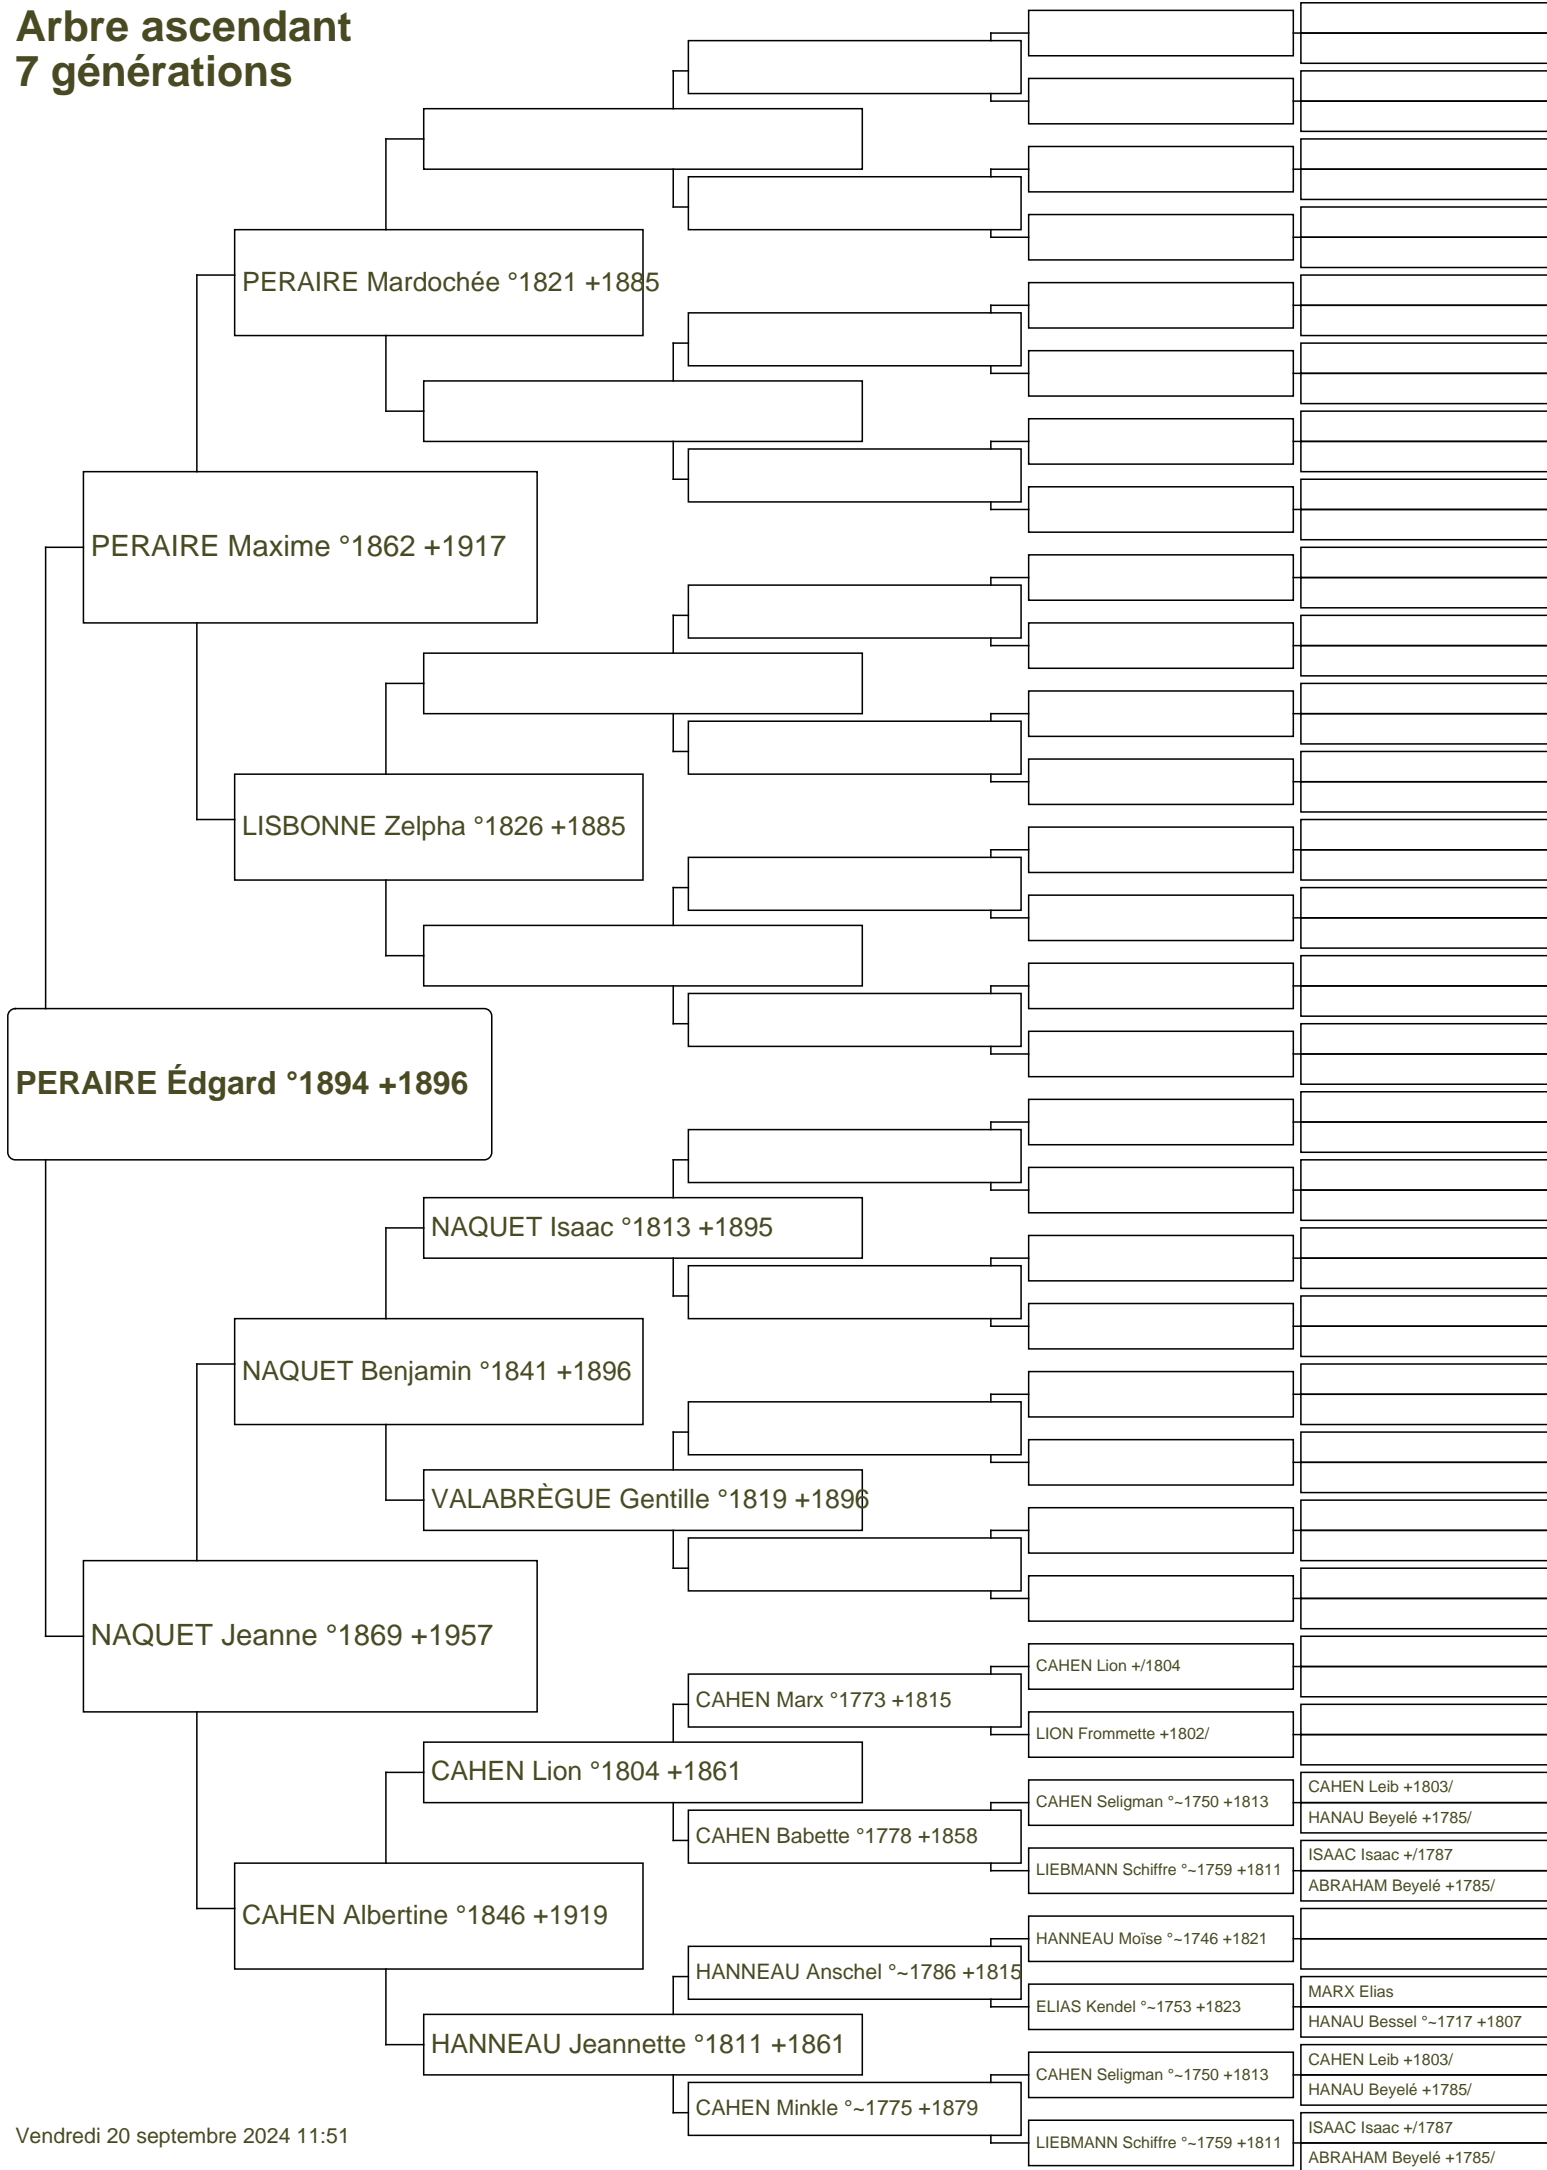 Arbre ascendant
7 générations
PERAIRE Mardochée °1821 +1885
PERAIRE Maxime °1862 +1917
LISBONNE Zelpha °1826 +1885
PERAIRE Édgard °1894 +1896
NAQUET Isaac °1813 +1895
NAQUET Benjamin °1841 +1896
VALABRÈGUE Gentille °1819 +1896
NAQUET Jeanne °1869 +1957
CAHEN Lion +/1804
CAHEN Marx °1773 +1815
LION Frommette +1802/
CAHEN Lion °1804 +1861
CAHEN Leib +1803/
CAHEN Seligman °~1750 +1813
HANAU Beyelé +1785/
CAHEN Babette °1778 +1858
ISAAC Isaac +/1787
LIEBMANN Schiffre °~1759 +1811
ABRAHAM Beyelé +1785/
CAHEN Albertine °1846 +1919
HANNEAU Moïse °~1746 +1821
HANNEAU Anschel °~1786 +1815
MARX Elias
ELIAS Kendel °~1753 +1823
HANAU Bessel °~1717 +1807
HANNEAU Jeannette °1811 +1861
CAHEN Leib +1803/
CAHEN Seligman °~1750 +1813
HANAU Beyelé +1785/
CAHEN Minkle °~1775 +1879
ISAAC Isaac +/1787
LIEBMANN Schiffre °~1759 +1811
ABRAHAM Beyelé +1785/
Vendredi 20 septembre 2024 11:51